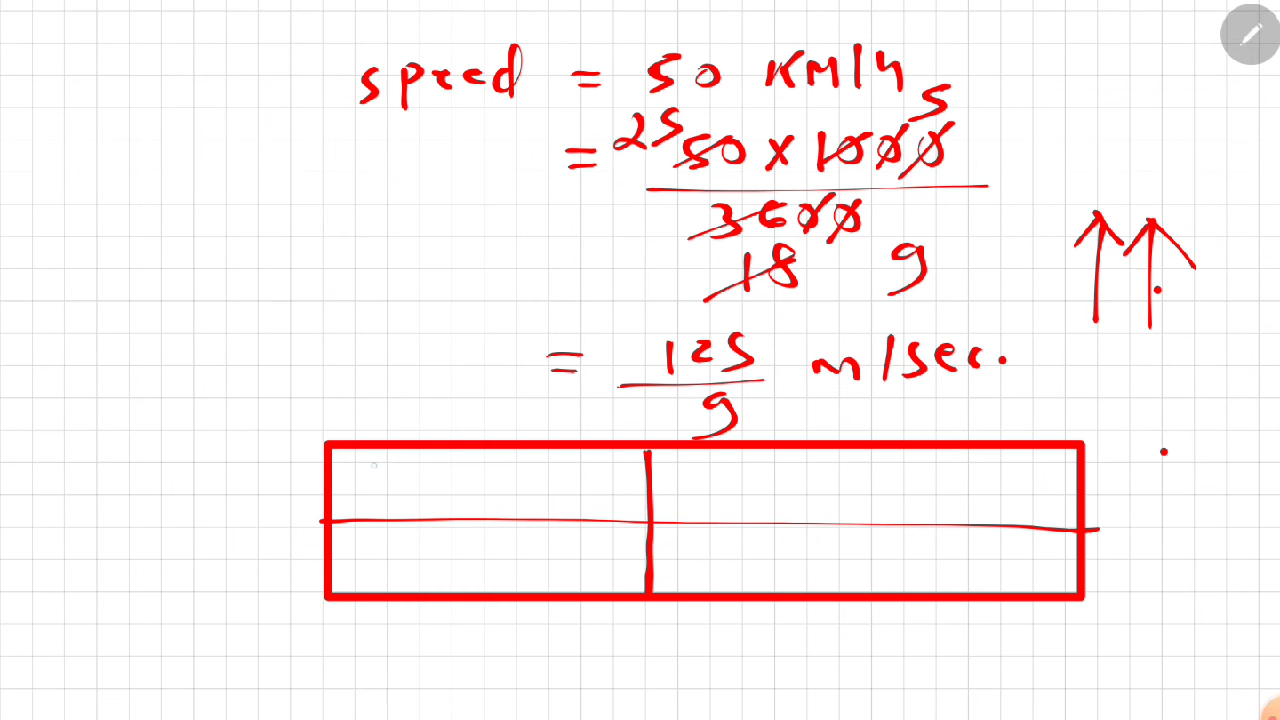 speed = 50 KM/h
5
= 25 50 x 1000
3600
18 9
= 125 m/sec.
9